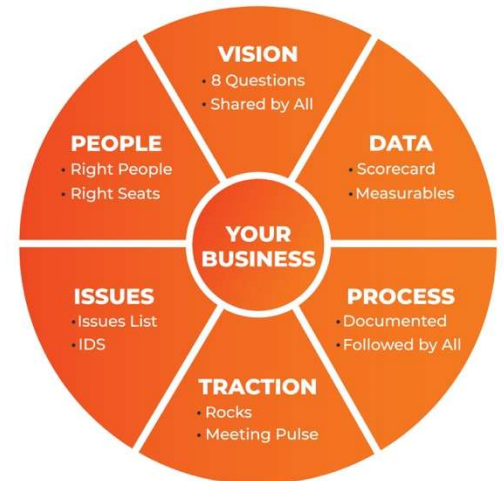 VISION
• 8 Questions
• Shared by All
PEOPLE
• Right People
• Right Seats
DATA
• Scorecard
• Measurables
YOUR
BUSINESS
ISSUES
• Issues List
• IDS
PROCESS
• Documented
• Followed by All
TRACTION
• Rocks
• Meeting Pulse